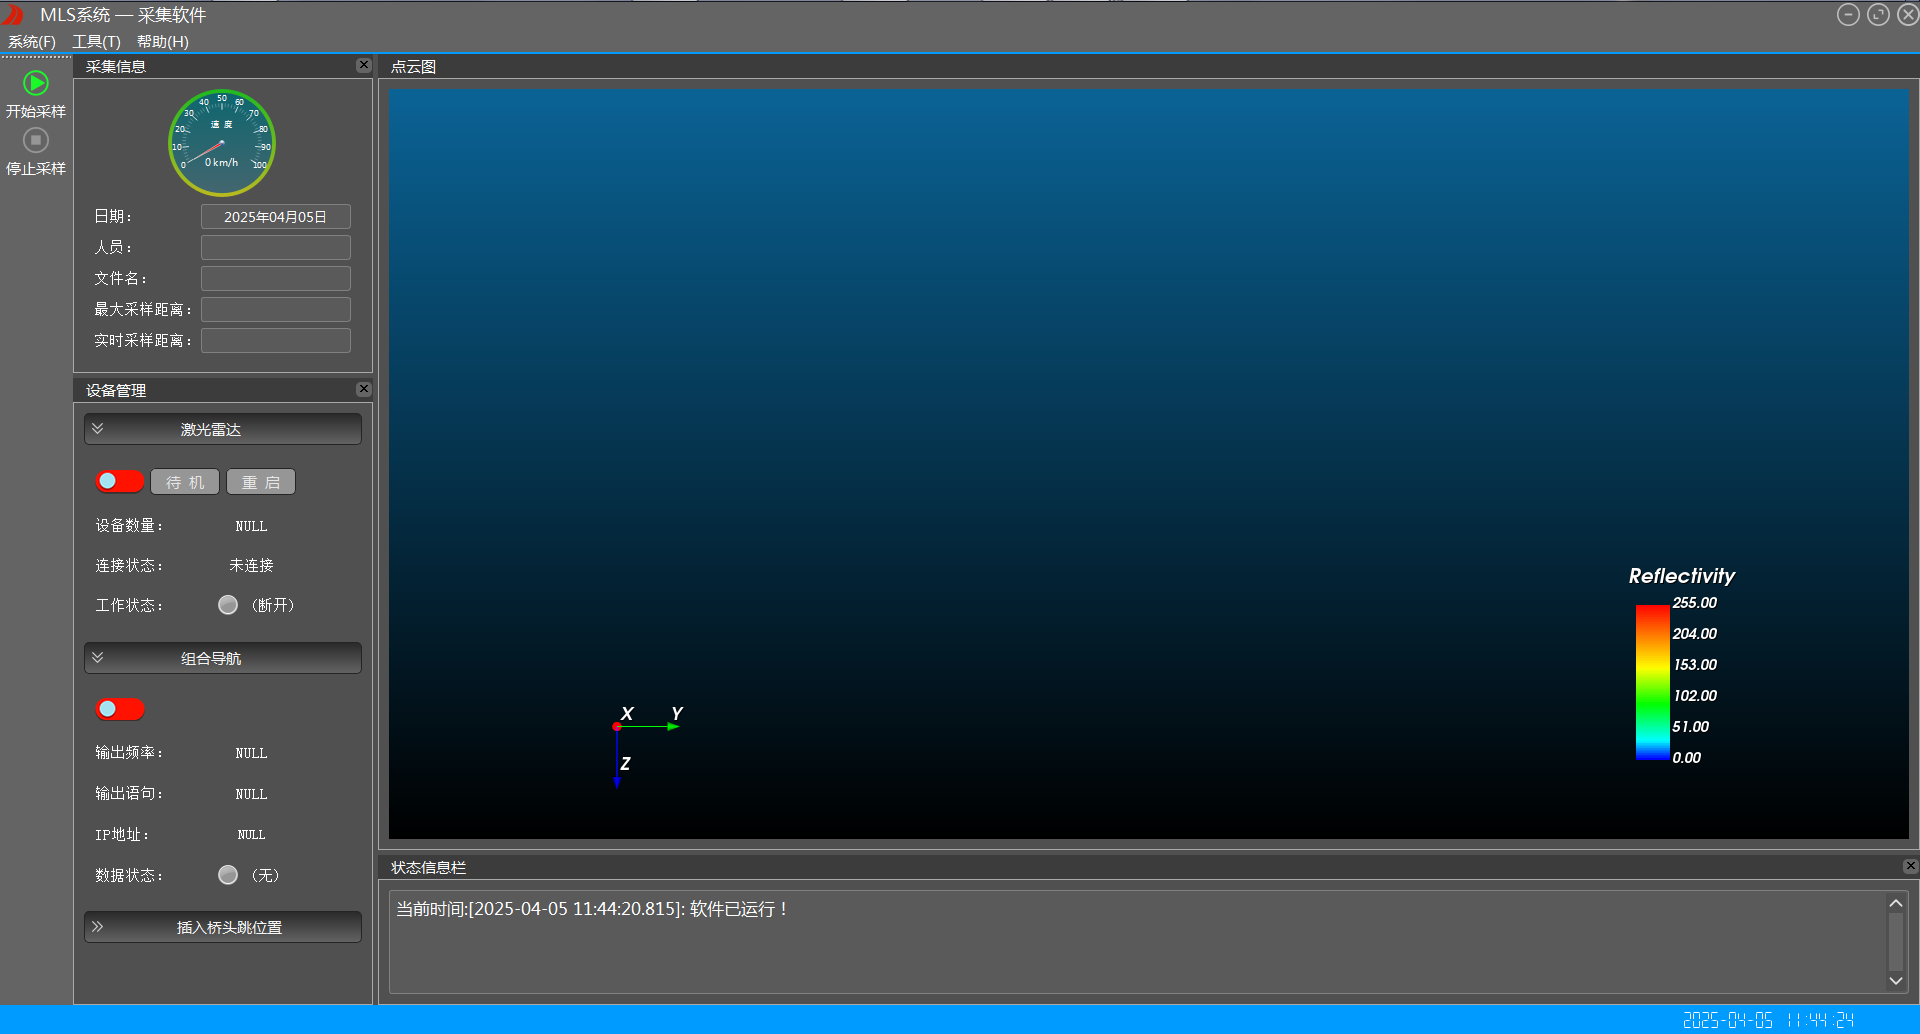 MLS系统 — 采集软件
系统(F) 工具(T) 帮助(H)
开始采样
停止采样
采集信息
0 10 20 30 40 50 60 70 80 90 100
速 度
0 km/h
日期： 2025年04月05日
人员：
文件名：
最大采样距离：
实时采样距离：
设备管理
激光雷达
待 机 重 启
设备数量： NULL
连接状态： 未连接
工作状态： (断开)
组合导航
输出频率： NULL
输出语句： NULL
IP地址： NULL
数据状态： (无)
插入桥头跳位置
点云图
X Y
Z
Reflectivity
255.00
204.00
153.00
102.00
51.00
0.00
状态信息栏
当前时间:[2025-04-05 11:44:20.815]: 软件已运行！
2025-04-05 11:44:24